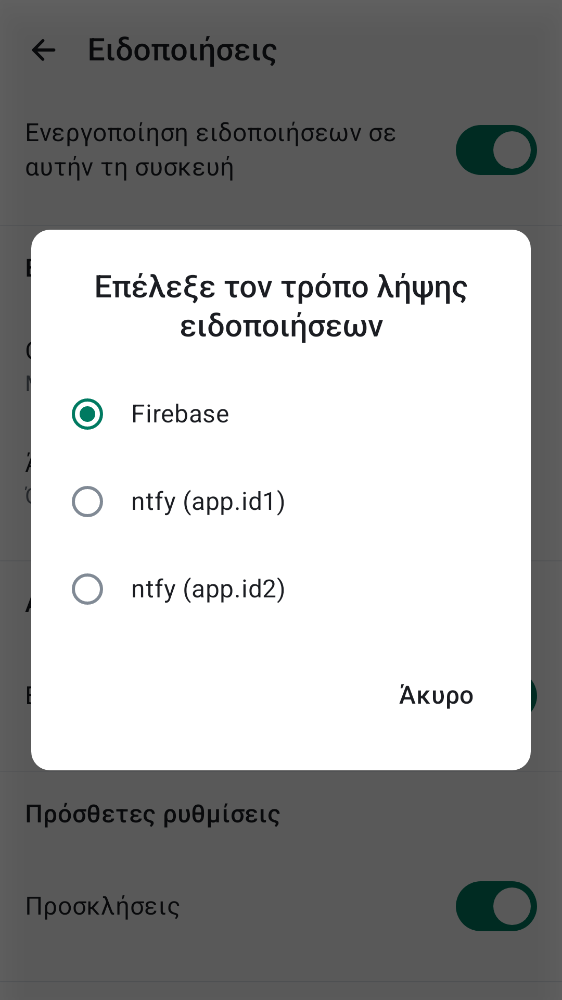 Ειδοποιήσεις
Ενεργοποίηση ειδοποιήσεων σε
αυτήν τη συσκευή
Επέλεξε τον τρόπο λήψης
ειδοποιήσεων
Firebase
ntfy (app.id1)
ntfy (app.id2)
Άκυρο
Πρόσθετες ρυθμίσεις
Προσκλήσεις